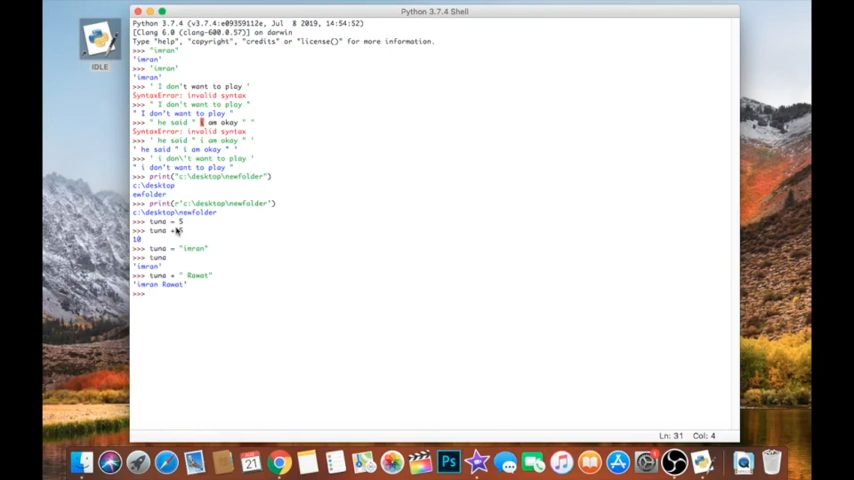 Python 3.7.4 Shell
Python 3.7.4 (v3.7.4:e09359112e, Jul 8 2019, 14:54:52)
[Clang 6.0 (clang-600.0.57)] on darwin
Type "help", "copyright", "credits" or "license()" for more information.
>>> "imran"
'imran'
>>> 'imran'
'imran'
>>> ' I don't want to play '
SyntaxError: invalid syntax
>>> " I don't want to play "
" I don't want to play "
>>> " he said " i am okay " "
SyntaxError: invalid syntax
>>> ' he said " i am okay " '
' he said " i am okay " '
>>> ' i don\'t want to play '
" i don't want to play "
>>> print("c:\desktop\newfolder")
c:\desktop
ewfolder
>>> print(r'c:\desktop\newfolder')
c:\desktop\newfolder
>>> tuna = 5
>>> tuna + 5
10
>>> tuna = "imran"
>>> tuna
'imran'
>>> tuna + " Rawat"
'imran Rawat'
>>>
IDLE
Ln: 31 Col: 4
21
Ps